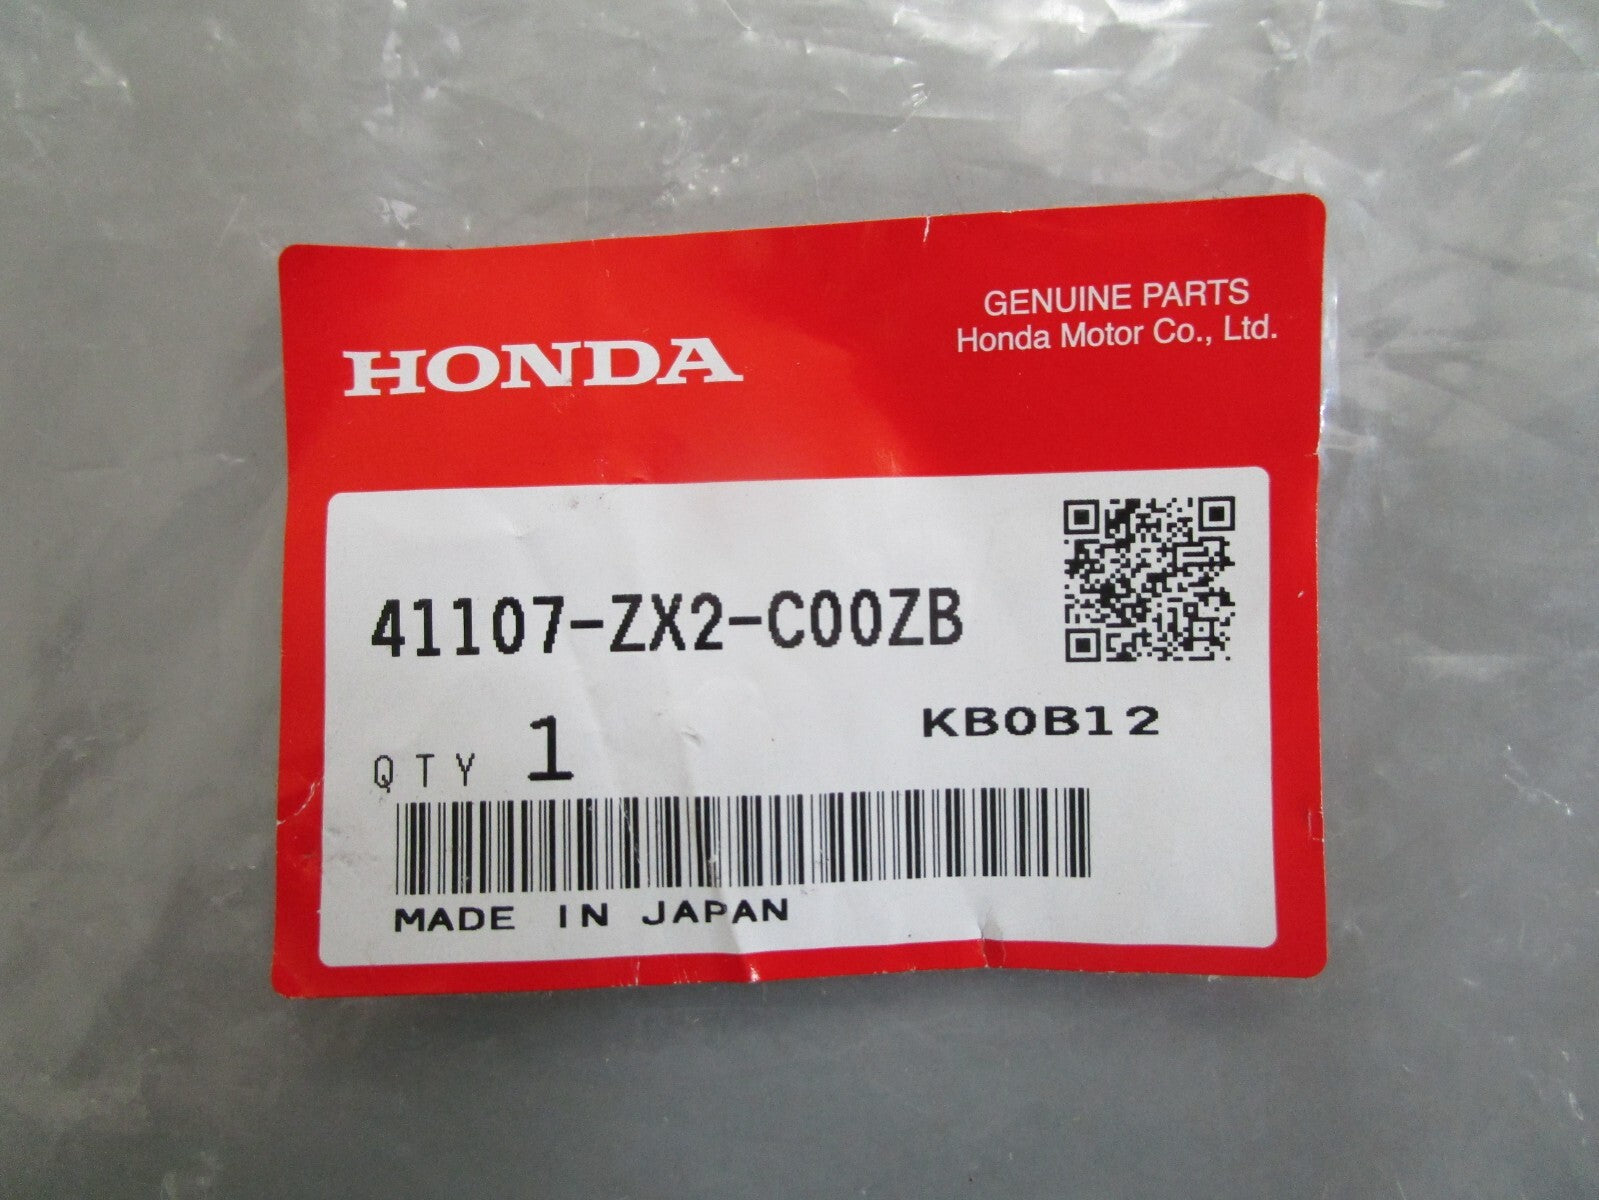 HONDA
GENUINE PARTS
Honda Motor Co., Ltd.
41107-ZX2-C00ZB
QTY 1
KB0B12
MADE IN JAPAN